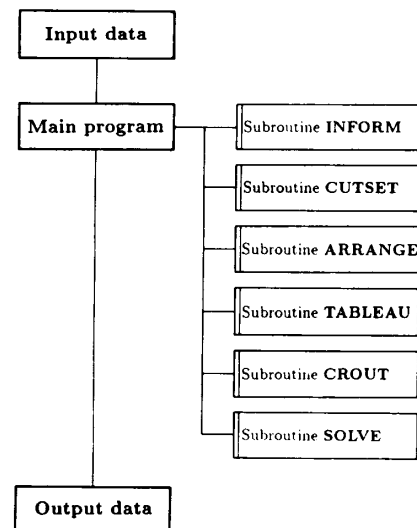 Input data
Main program
Subroutine INFORM
Subroutine CUTSET
Subroutine ARRANGE
Subroutine TABLEAU
Subroutine CROUT
Subroutine SOLVE
Output data